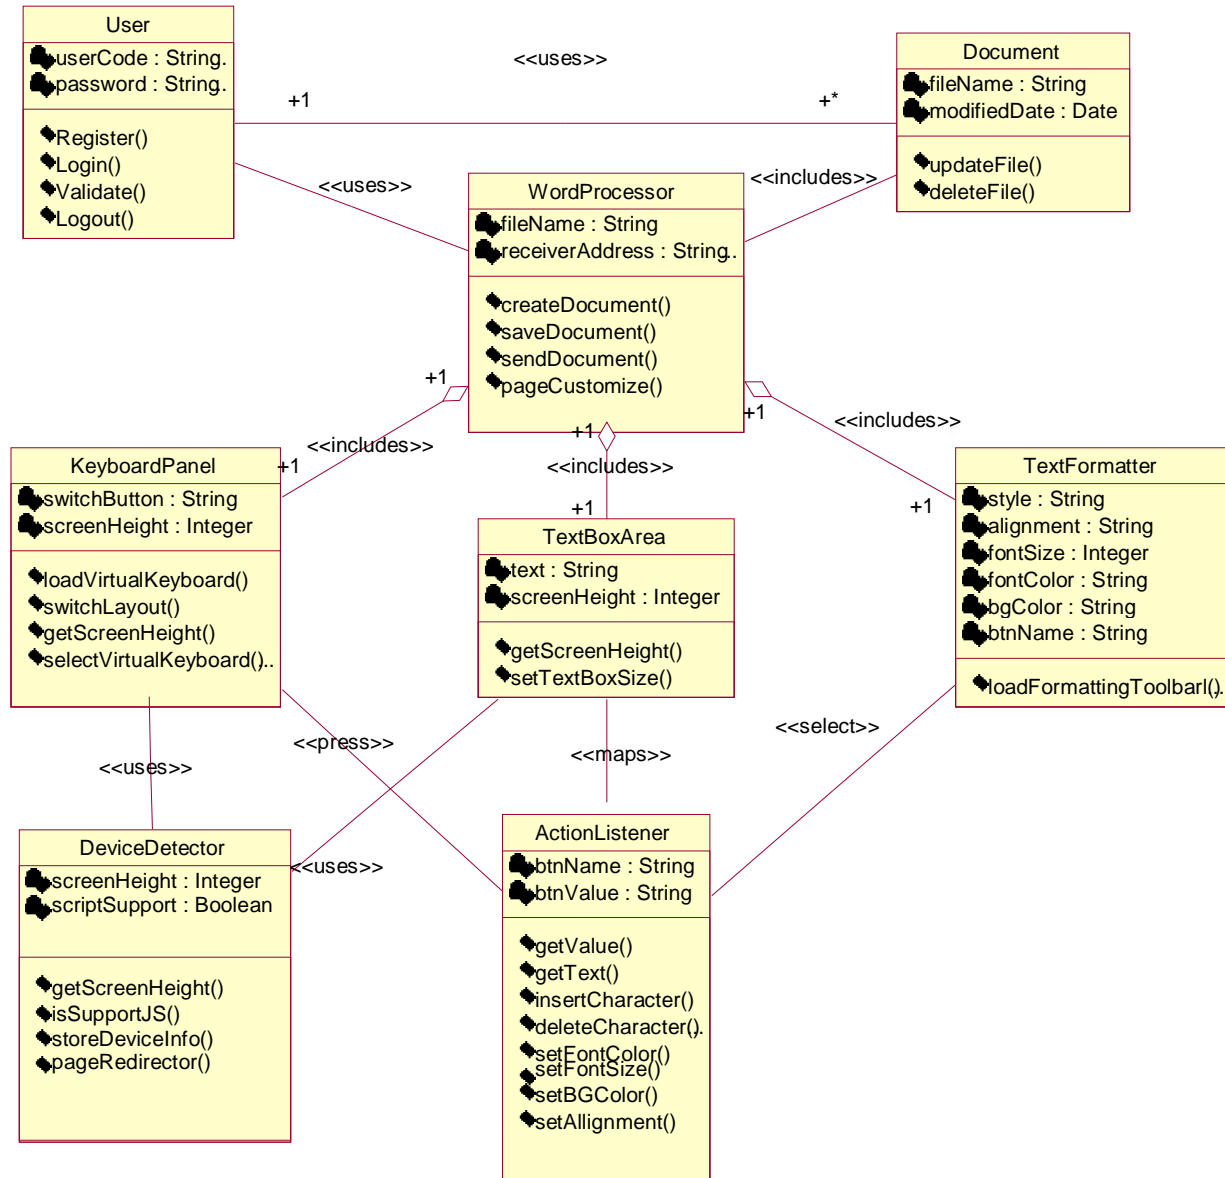 User
userCode : String..
password : String..
Register()
Login()
Validate()
Logout()
<<uses>>
+1
+*
Document
fileName : String
modifiedDate : Date
updateFile()
deleteFile()
<<uses>>
<<includes>>
WordProcessor
fileName : String
receiverAddress : String..
createDocument()
saveDocument()
sendDocument()
pageCustomize()
+1
+1
+1
<<includes>>
<<includes>>
<<includes>>
+1
+1
+1
KeyboardPanel
switchButton : String
screenHeight : Integer
loadVirtualKeyboard()
switchLayout()
getScreenHeight()
selectVirtualKeyboard()..
TextBoxArea
text : String
screenHeight : Integer
getScreenHeight()
setTextBoxSize()
TextFormatter
style : String
alignment : String
fontSize : Integer
fontColor : String
bgColor : String
btnName : String
loadFormattingToolbarl()..
<<uses>>
<<press>>
<<maps>>
<<select>>
<<uses>>
DeviceDetector
screenHeight : Integer
scriptSupport : Boolean
getScreenHeight()
isSupportJS()
storeDeviceInfo()
pageRedirector()
ActionListener
btnName : String
btnValue : String
getValue()
getText()
insertCharacter()
deleteCharacter()..
setFontColor()
setFontSize()
setBGColor()
setAllignment()